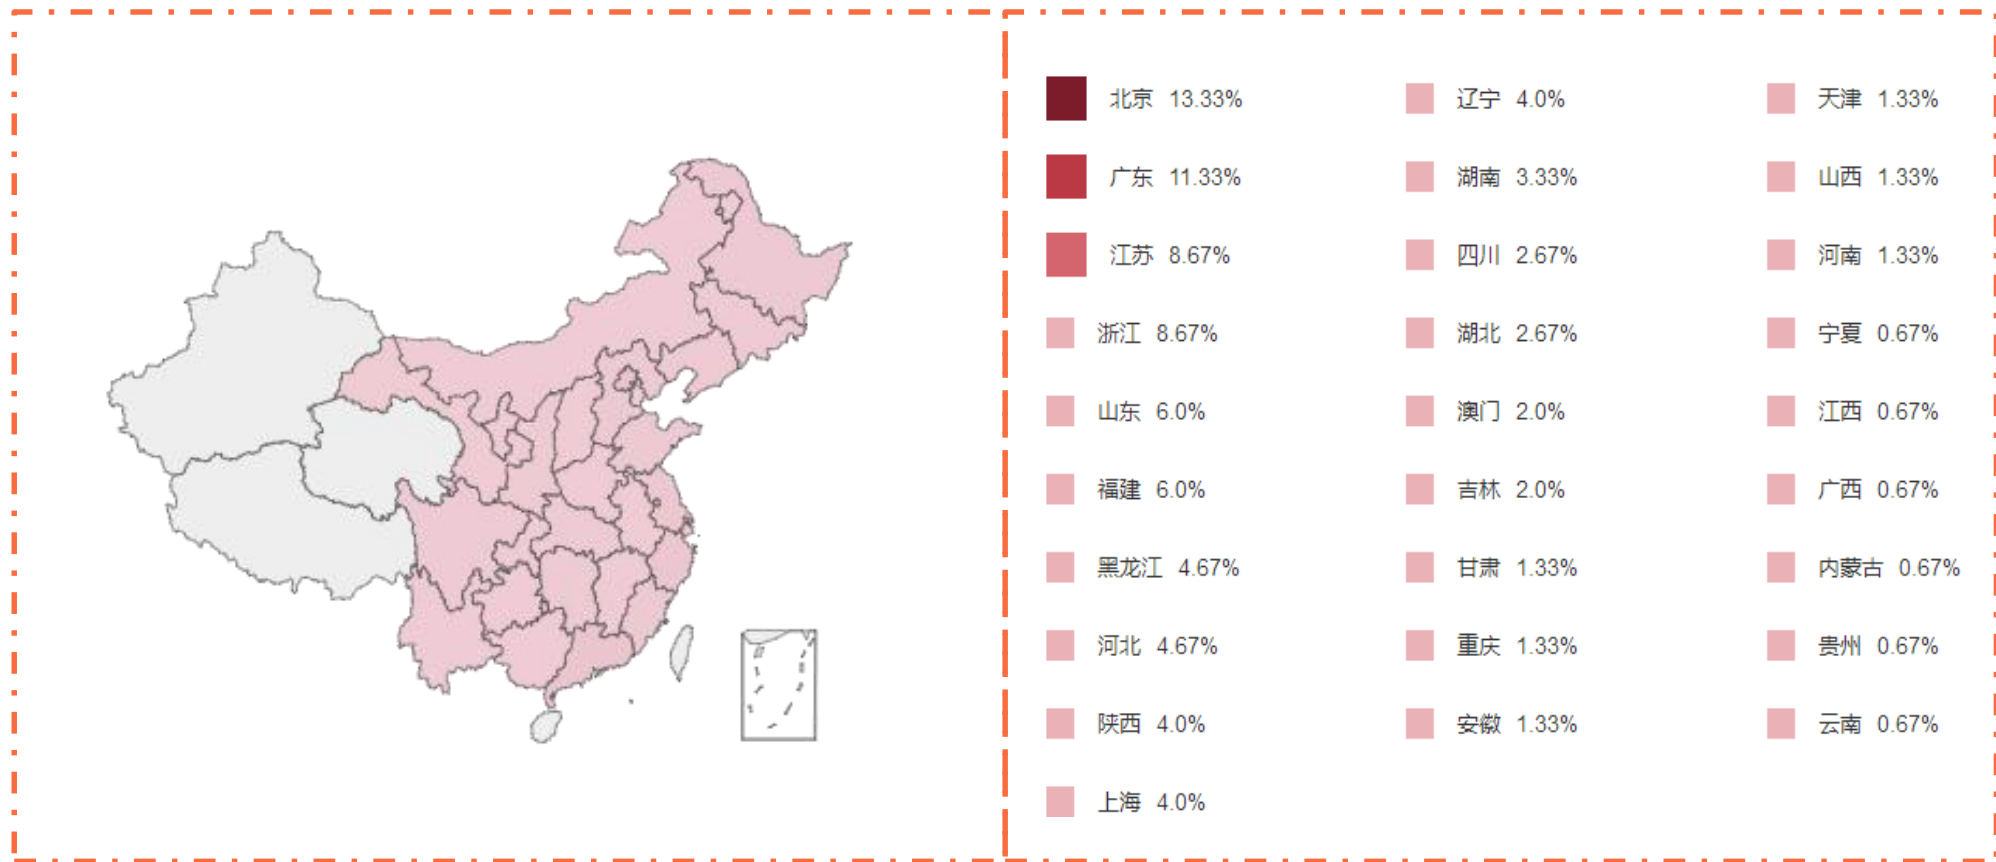 北京 13.33%
广东 11.33%
江苏 8.67%
浙江 8.67%
山东 6.0%
福建 6.0%
黑龙江 4.67%
河北 4.67%
陕西 4.0%
上海 4.0%
辽宁 4.0%
湖南 3.33%
四川 2.67%
湖北 2.67%
澳门 2.0%
吉林 2.0%
甘肃 1.33%
重庆 1.33%
安徽 1.33%
天津 1.33%
山西 1.33%
河南 1.33%
宁夏 0.67%
江西 0.67%
广西 0.67%
内蒙古 0.67%
贵州 0.67%
云南 0.67%